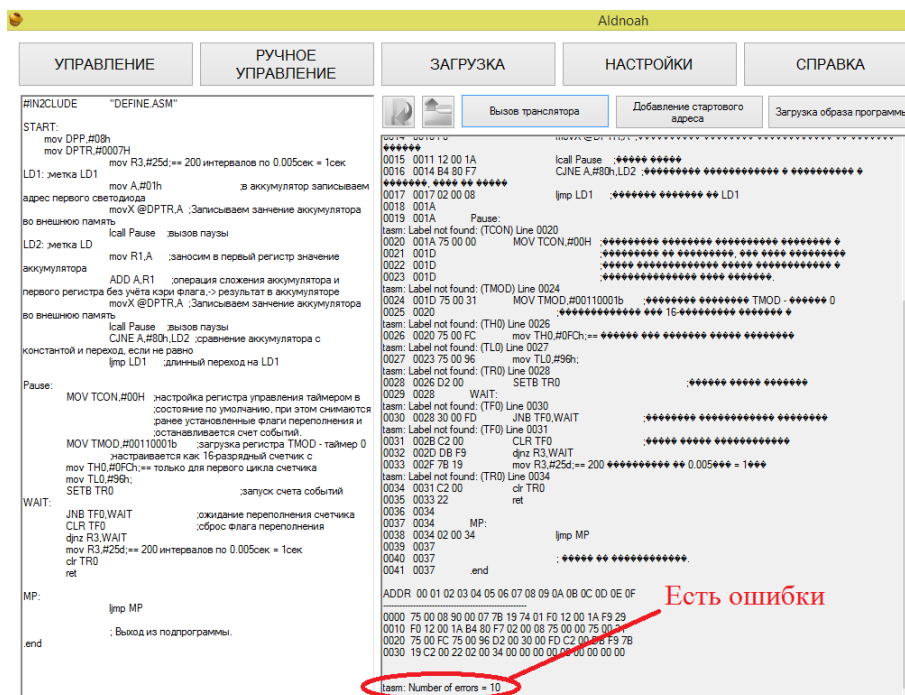 Aldnoah
УПРАВЛЕНИЕ
РУЧНОЕ
УПРАВЛЕНИЕ
ЗАГРУЗКА
НАСТРОЙКИ
СПРАВКА
#IN2CLUDE "DEFINE.ASM"
START:
mov DPP,#08h
mov DPTR,#0007H
mov R3,#25d;== 200 интервалов по 0.005сек = 1сек
LD1: ;метка LD1
mov A,#01h ;в аккумулятор записываем
адрес первого светодиода
movX @DPTR,A ;Записываем занчение аккумулятора
во внешнюю память
lcall Pause ;вызов паузы
LD2: ;метка LD
mov R1,A ;заносим в первый регистр значение
аккумулятора
ADD A,R1 ;операция сложения аккумулятора и
первого регистра без учёта кэри флага,-> результат в аккумуляторе
movX @DPTR,A ;Записываем занчение аккумулятора
во внешнюю память
lcall Pause ;вызов паузы
CJNE A,#80h,LD2 ;сравнение аккумулятора с
константой и переход, если не равно
ljmp LD1 ;длинный переход на LD1
Pause:
MOV TCON,#00H ;настройка регистра управления таймером в
;состояние по умолчанию, при этом снимаются
;ранее установленные флаги переполнения и
;останавливается счет событий.
MOV TMOD,#00110001b ;загрузка регистра TMOD - таймер 0
;настраивается как 16-разрядный счетчик с
mov TH0,#0FCh;== только для первого цикла счетчика
mov TL0,#96h;
SETB TR0 ;запуск счета событий
WAIT:
JNB TF0,WAIT ;ожидание переполнения счетчика
CLR TF0 ;сброс флага переполнения
djnz R3,WAIT
mov R3,#25d;== 200 интервалов по 0.005сек = 1сек
clr TR0
ret
MP:
ljmp MP
; Выход из подпрограммы.
.end
Вызов транслятора
Добавление стартового
адреса
Загрузка образа программы
0015 0011 12 00 1A lcall Pause ;����� �����
0016 0014 B4 80 F7 CJNE A,#80h,LD2 ;��������� ������������ �
�������, ���� �� �����
0017 0017 02 00 08 ljmp LD1 ;������� ������� �� LD1
0018 001A
0019 001A Pause:
tasm: Label not found: (TCON) Line 0020
0020 001A 75 00 00 MOV TCON,#00H ;��������� �������� ���������� ��������� �
0021 001D ;��������� �� ���������, ��� ���� ���������
0022 001D ;����� ������������� ����� ������������ �
0023 001D ;��������������� ���� �������.
tasm: Label not found: (TMOD) Line 0024
0024 001D 75 00 31 MOV TMOD,#00110001b ;�������� �������� TMOD - ������ 0
0025 0020 ;������������� ��� 16-��������� ������� �
tasm: Label not found: (TH0) Line 0026
0026 0020 75 00 FC mov TH0,#0FCh;== ������ ��� ������� ����� ��������
tasm: Label not found: (TL0) Line 0027
0027 0023 75 00 96 mov TL0,#96h;
tasm: Label not found: (TR0) Line 0028
0028 0026 D2 00 SETB TR0 ;������ ����� �������
0029 0028 WAIT:
tasm: Label not found: (TF0) Line 0030
0030 0028 30 00 FD JNB TF0,WAIT ;�������� ������������ ��������
tasm: Label not found: (TF0) Line 0031
0031 002B C2 00 CLR TF0 ;����� ����� ������������
0032 002D DB F9 djnz R3,WAIT
0033 002F 7B 19 mov R3,#25d;== 200 ���������� �� 0.005��� = 1���
tasm: Label not found: (TR0) Line 0034
0034 0031 C2 00 clr TR0
0035 0033 22 ret
0036 0034
0037 0034 MP:
0038 0034 02 00 34 ljmp MP
0039 0037
0040 0037 ; ����� �� ������������.
0041 0037 .end
ADDR 00 01 02 03 04 05 06 07 08 09 0A 0B 0C 0D 0E 0F
0000 75 00 08 90 00 07 7B 19 74 01 F0 12 00 1A F9 29
0010 F0 12 00 1A B4 80 F7 02 00 08 75 00 00 75 00 31
0020 75 00 FC 75 00 96 D2 00 30 00 FD C2 00 DB F9 7B
0030 19 C2 00 22 02 00 34 00 00 00 00 00 00 00 00 00
Есть ошибки
tasm: Number of errors = 10